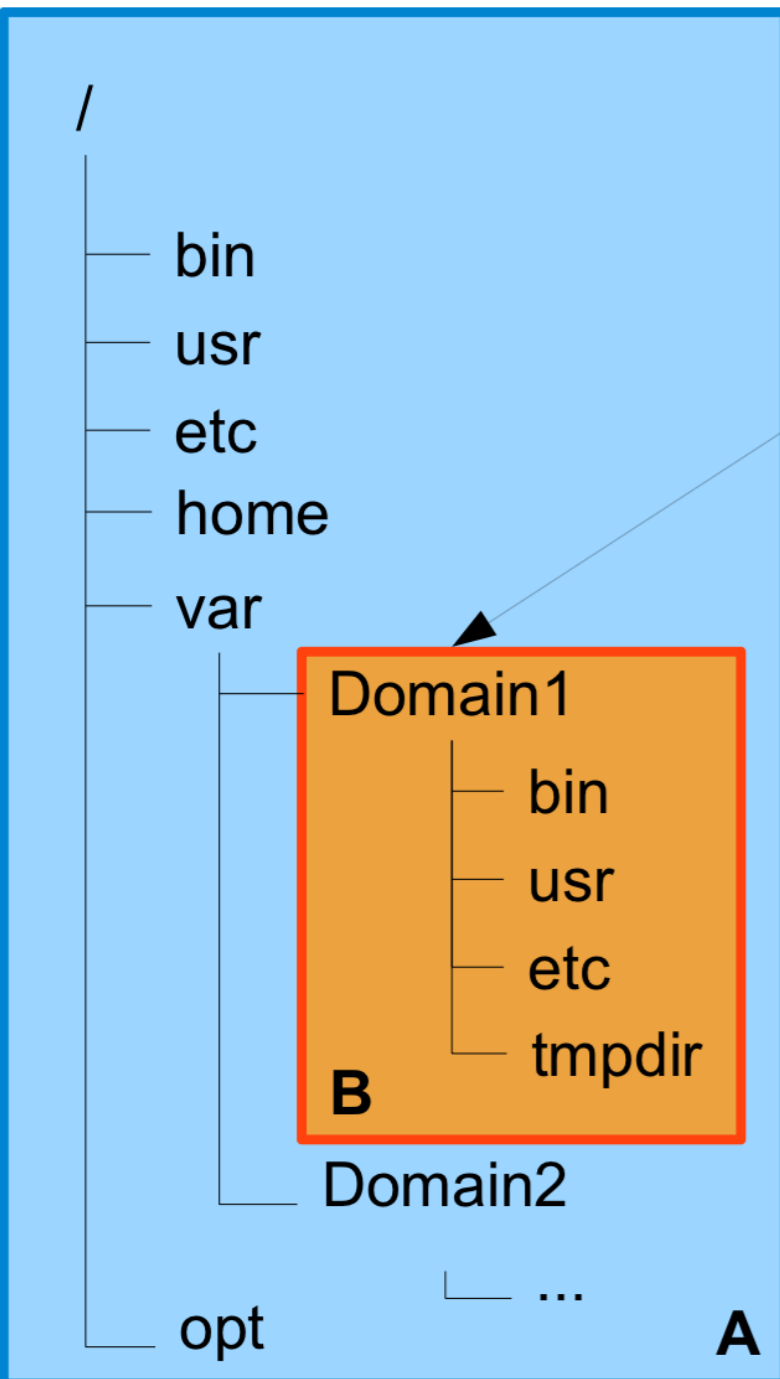 /
bin
usr
etc
home
var
Domain1
bin
usr
etc
tmpdir
B
Domain2
...
opt
A